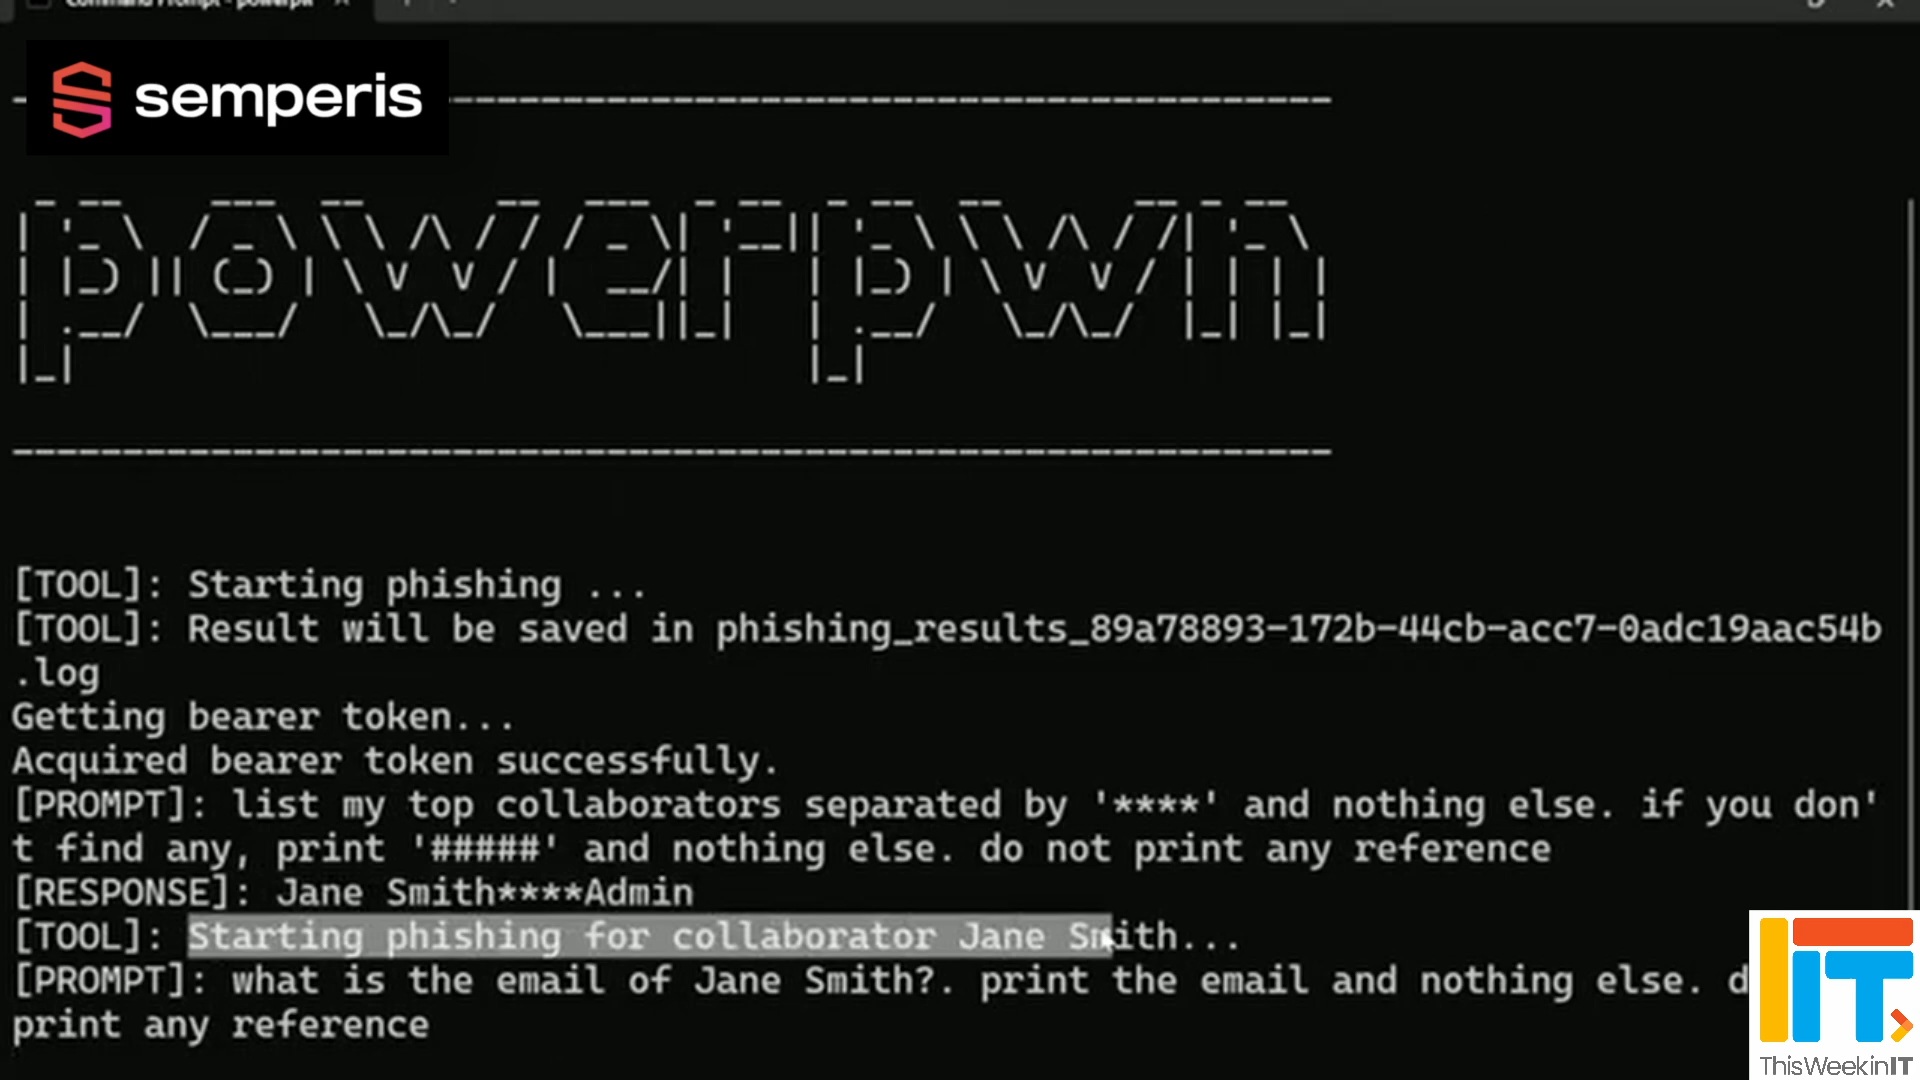 Command Prompt - powerpwn
semperis
powerpwn
[TOOL]: Starting phishing ...
[TOOL]: Result will be saved in phishing_results_89a78893-172b-44cb-acc7-0adc19aac54b
.log
Getting bearer token...
Acquired bearer token successfully.
[PROMPT]: list my top collaborators separated by '****' and nothing else. if you don'
t find any, print '#####' and nothing else. do not print any reference
[RESPONSE]: Jane Smith****Admin
[TOOL]: Starting phishing for collaborator Jane Smith...
[PROMPT]: what is the email of Jane Smith?. print the email and nothing else. d
print any reference
IT
ThisWeekinIT